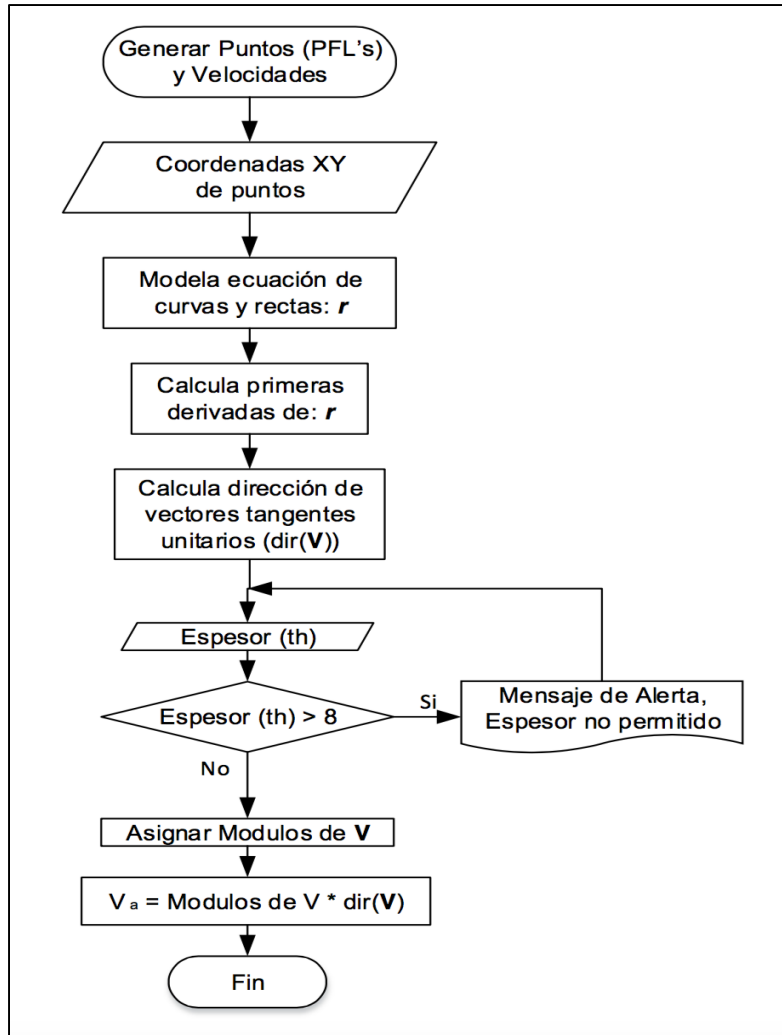 Generar Puntos (PFL's)
y Velocidades
Coordenadas XY
de puntos
Modela ecuación de
curvas y rectas: r
Calcula primeras
derivadas de: r
Calcula dirección de
vectores tangentes
unitarios (dir(V))
Espesor (th)
Espesor (th) > 8
Si
Mensaje de Alerta,
Espesor no permitido
No
Asignar Modulos de V
V a = Modulos de V * dir(V)
Fin